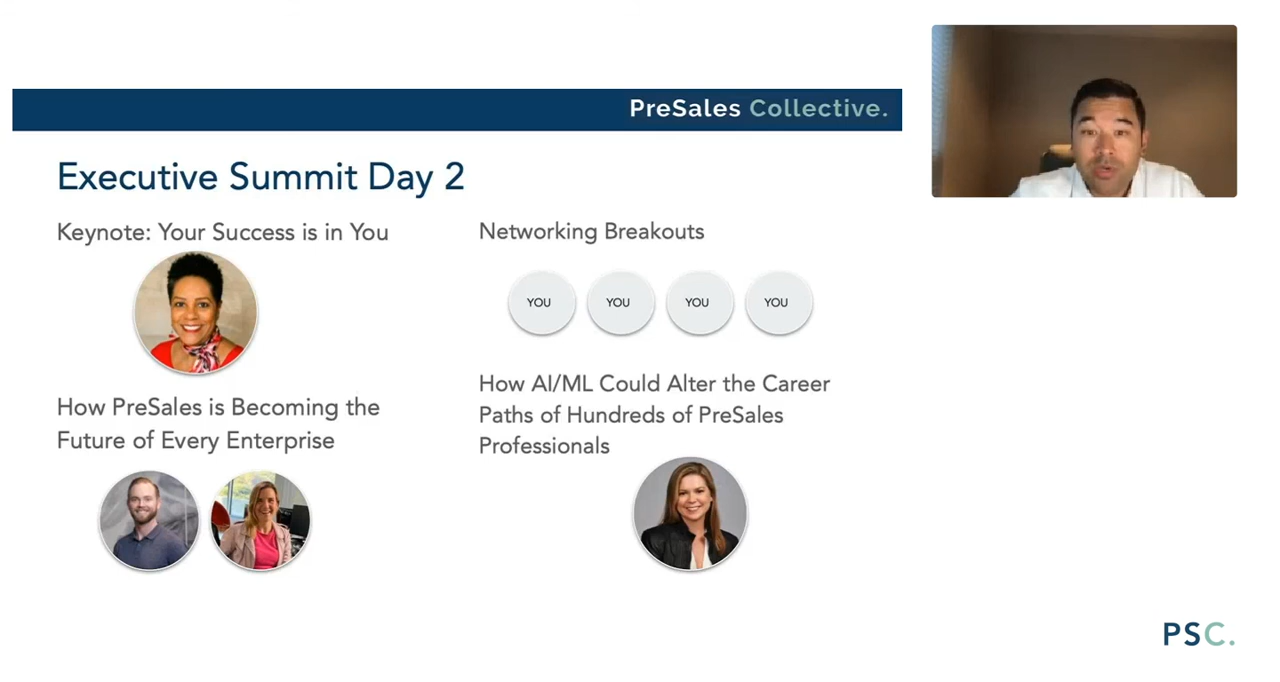 PreSales Collective.
Executive Summit Day 2
Keynote: Your Success is in You
How PreSales is Becoming the
Future of Every Enterprise
Networking Breakouts
YOU YOU YOU YOU
How AI/ML Could Alter the Career
Paths of Hundreds of PreSales
Professionals
PSC.